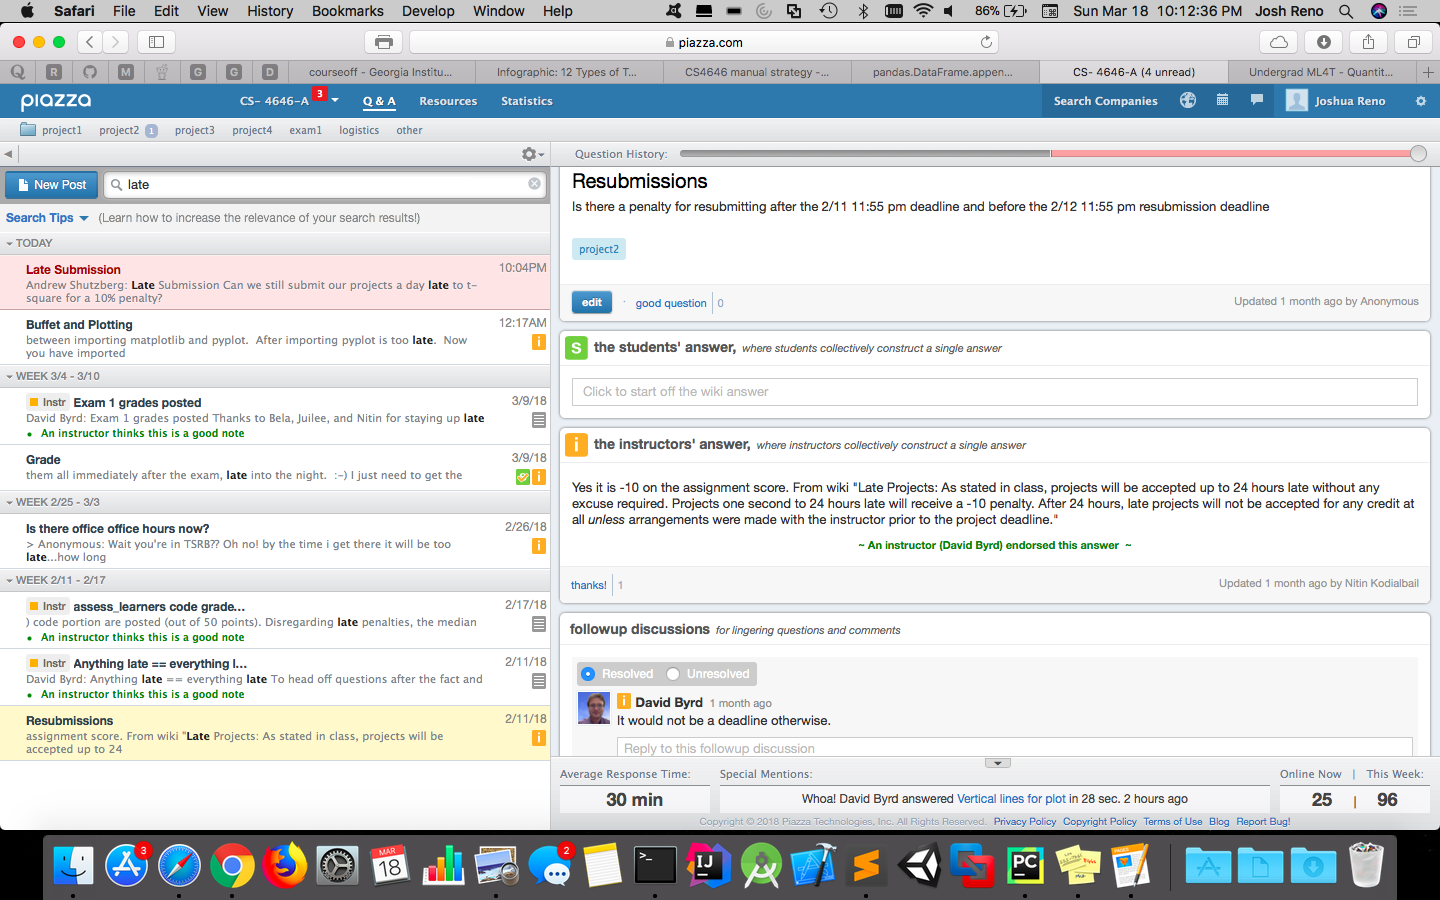 Safari File Edit View History Bookmarks Develop Window Help 86% Sun Mar 18 10:12:36 PM Josh Reno
piazza.com
Q R M G G D courseoff - Georgia Institu... Infographic: 12 Types of T... CS4646 manual strategy -... pandas.DataFrame.appen... CS- 4646-A (4 unread) Undergrad ML4T - Quantit... +
piazza CS- 4646-A 3 Q & A Resources Statistics Search Companies Joshua Reno
project1 project2 1 project3 project4 exam1 logistics other
Question History:
New Post late
Search Tips (Learn how to increase the relevance of your search results!)
TODAY
Late Submission 10:04PM
Andrew Shutzberg: Late Submission Can we still submit our projects a day late to t-
square for a 10% penalty?
Buffet and Plotting 12:17AM
between importing matplotlib and pyplot. After importing pyplot is too late. Now
you have imported
i
WEEK 3/4 - 3/10
Instr Exam 1 grades posted 3/9/18
David Byrd: Exam 1 grades posted Thanks to Bela, Juilee, and Nitin for staying up late
• An instructor thinks this is a good note
Grade 3/9/18
them all immediately after the exam, late into the night. :-) I just need to get the
i
WEEK 2/25 - 3/3
Is there office office hours now? 2/26/18
> Anonymous: Wait you're in TSRB?? Oh no! by the time i get there it will be too
late...how long
i
WEEK 2/11 - 2/17
Instr assess_learners code grade... 2/17/18
) code portion are posted (out of 50 points). Disregarding late penalties, the median
• An instructor thinks this is a good note
Instr Anything late == everything l... 2/11/18
David Byrd: Anything late == everything late To head off questions after the fact and
• An instructor thinks this is a good note
Resubmissions 2/11/18
assignment score. From wiki "Late Projects: As stated in class, projects will be
accepted up to 24
i
Resubmissions
Is there a penalty for resubmitting after the 2/11 11:55 pm deadline and before the 2/12 11:55 pm resubmission deadline
project2
edit · good question 0 Updated 1 month ago by Anonymous
S the students' answer, where students collectively construct a single answer
Click to start off the wiki answer
i the instructors' answer, where instructors collectively construct a single answer
Yes it is -10 on the assignment score. From wiki "Late Projects: As stated in class, projects will be accepted up to 24 hours late without any
excuse required. Projects one second to 24 hours late will receive a -10 penalty. After 24 hours, late projects will not be accepted for any credit at
all unless arrangements were made with the instructor prior to the project deadline."
~ An instructor (David Byrd) endorsed this answer ~
thanks! 1 Updated 1 month ago by Nitin Kodialbail
followup discussions for lingering questions and comments
Resolved Unresolved
i David Byrd 1 month ago
It would not be a deadline otherwise.
Reply to this followup discussion
Average Response Time: Special Mentions: Online Now | This Week:
30 min Whoa! David Byrd answered Vertical lines for plot in 28 sec. 2 hours ago 25 | 96
Copyright © 2018 Piazza Technologies, Inc. All Rights Reserved. Privacy Policy Copyright Policy Terms of Use Blog Report Bug!
3 MAR 18 2 >_ IJ PC